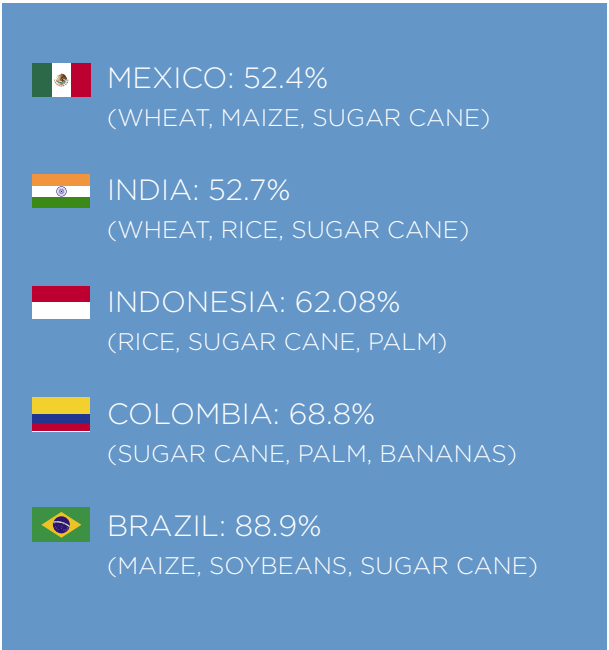 MEXICO: 52.4%
(WHEAT, MAIZE, SUGAR CANE)
INDIA: 52.7%
(WHEAT, RICE, SUGAR CANE)
INDONESIA: 62.08%
(RICE, SUGAR CANE, PALM)
COLOMBIA: 68.8%
(SUGAR CANE, PALM, BANANAS)
BRAZIL: 88.9%
(MAIZE, SOYBEANS, SUGAR CANE)